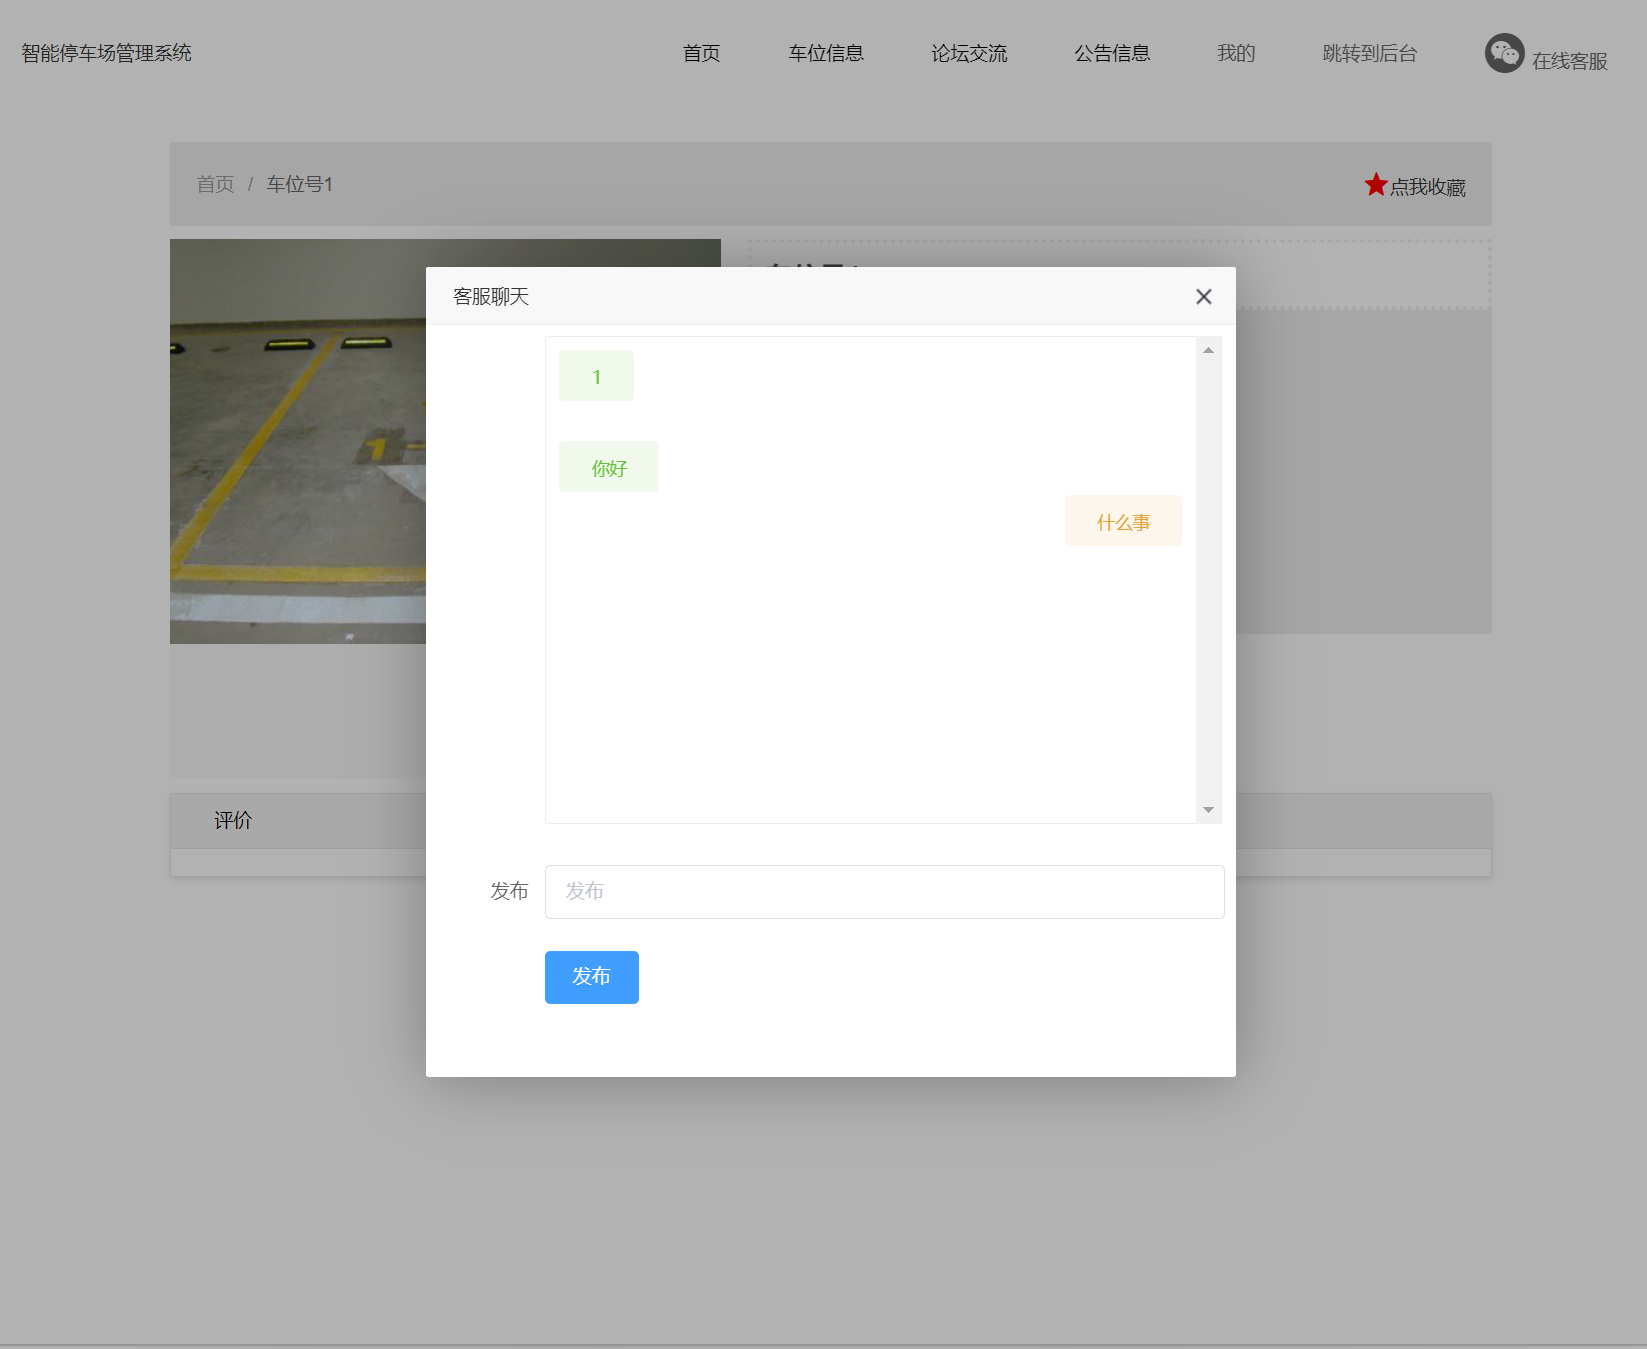 智能停车场管理系统
首页 车位信息 论坛交流 公告信息 我的 跳转到后台 在线客服
首页 / 车位号1
点我收藏
客服聊天
1
你好
什么事
发布 发布
发布
评价